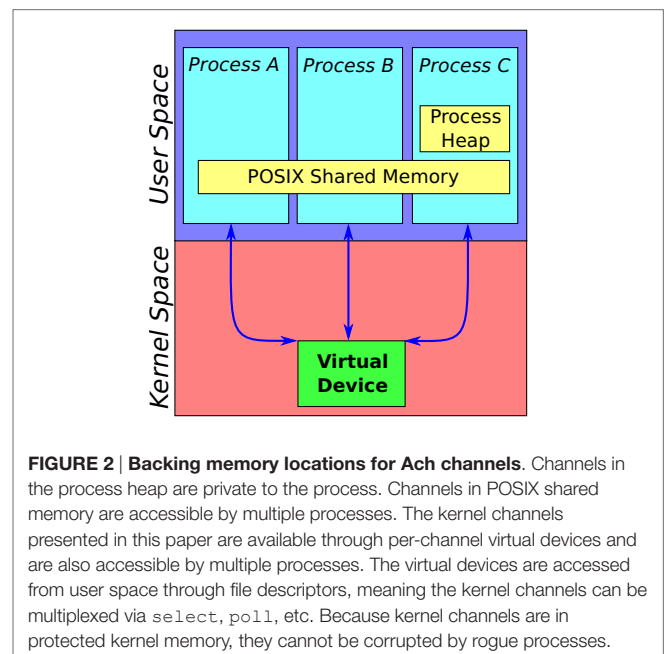 User Space
Process A
Process B
Process C
Process
Heap
POSIX Shared Memory
Kernel Space
Virtual
Device
FIGURE 2 | Backing memory locations for Ach channels. Channels in
the process heap are private to the process. Channels in POSIX shared
memory are accessible by multiple processes. The kernel channels
presented in this paper are available through per-channel virtual devices and
are also accessible by multiple processes. The virtual devices are accessed
from user space through file descriptors, meaning the kernel channels can be
multiplexed via select, poll, etc. Because kernel channels are in
protected kernel memory, they cannot be corrupted by rogue processes.